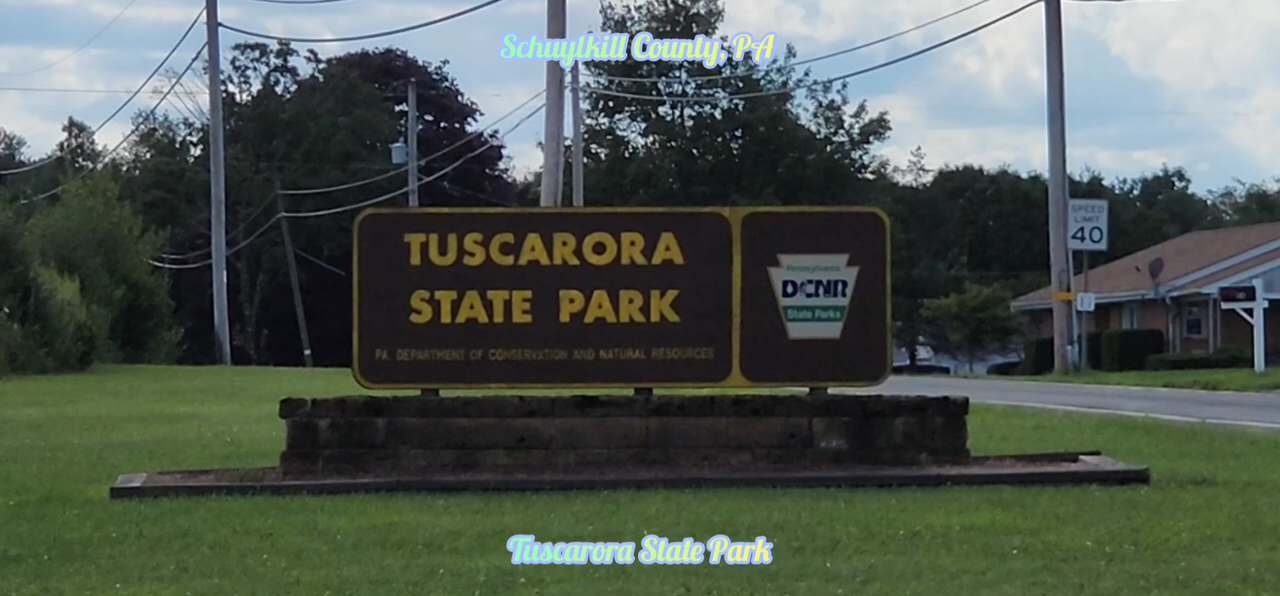 Schuylkill County, PA
SPEED
LIMIT
40
TUSCARORA
STATE PARK
PA. DEPARTMENT OF CONSERVATION AND NATURAL RESOURCES
Pennsylvania
DCNR
State Parks
Tuscarora State Park